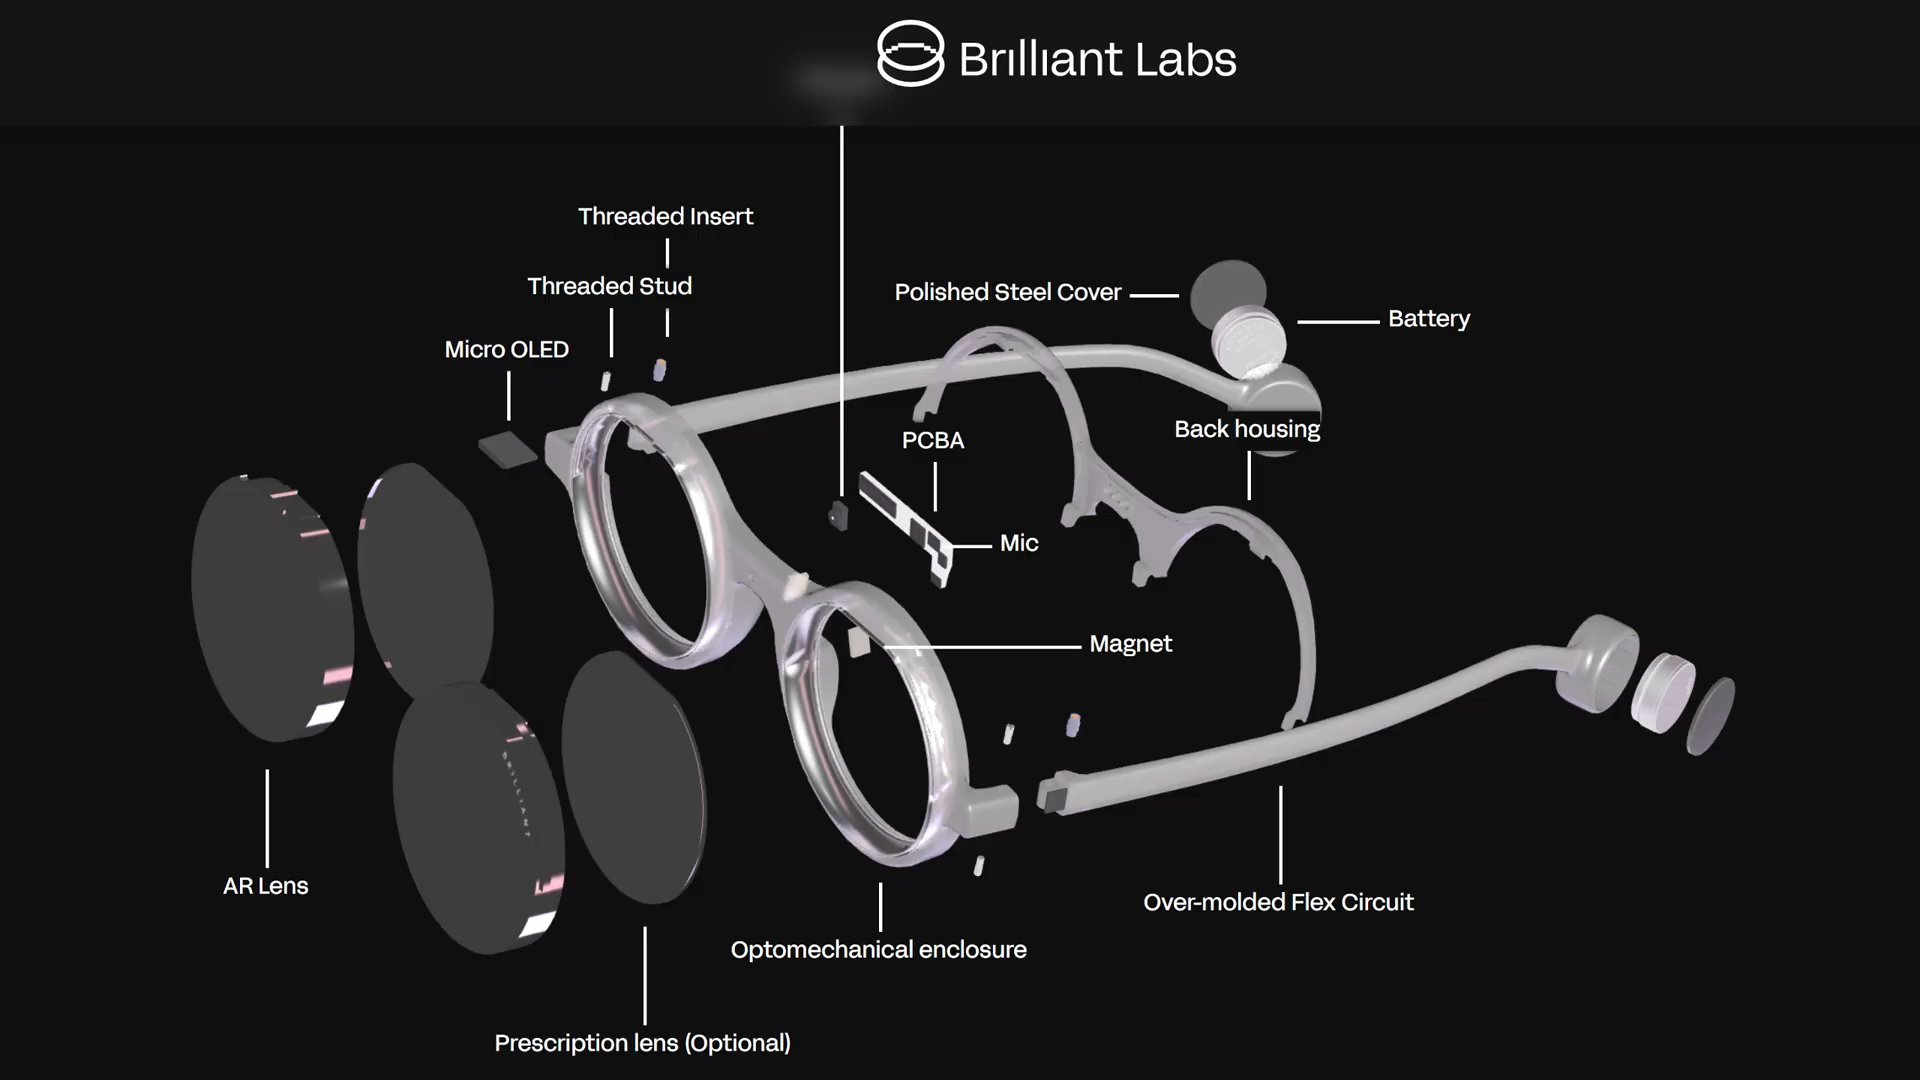 Brilliant Labs
Threaded Insert
Threaded Stud
Polished Steel Cover
Battery
Micro OLED
Back housing
PCBA
Mic
Magnet
BRILLIANT
AR Lens
Over-molded Flex Circuit
Optomechanical enclosure
Prescription lens (Optional)